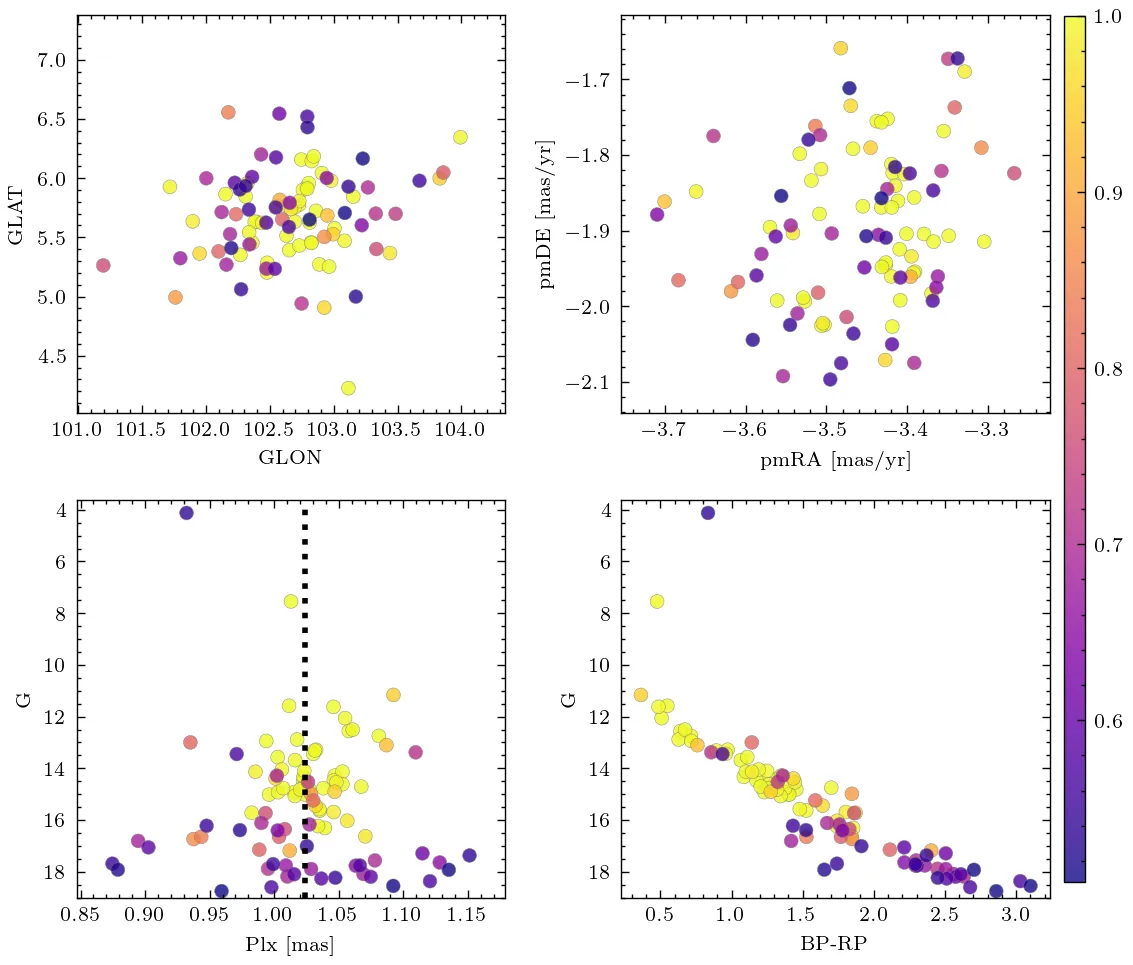 7.0
6.5
6.0
5.5
5.0
4.5
GLAT
101.0 101.5 102.0 102.5 103.0 103.5 104.0
GLON
−1.7
−1.8
−1.9
−2.0
−2.1
pmDE [mas/yr]
−3.7 −3.6 −3.5 −3.4 −3.3
pmRA [mas/yr]
1.0
0.9
0.8
0.7
0.6
4
6
8
10
12
14
16
18
G
0.85 0.90 0.95 1.00 1.05 1.10 1.15
Plx [mas]
4
6
8
10
12
14
16
18
G
0.5 1.0 1.5 2.0 2.5 3.0
BP-RP